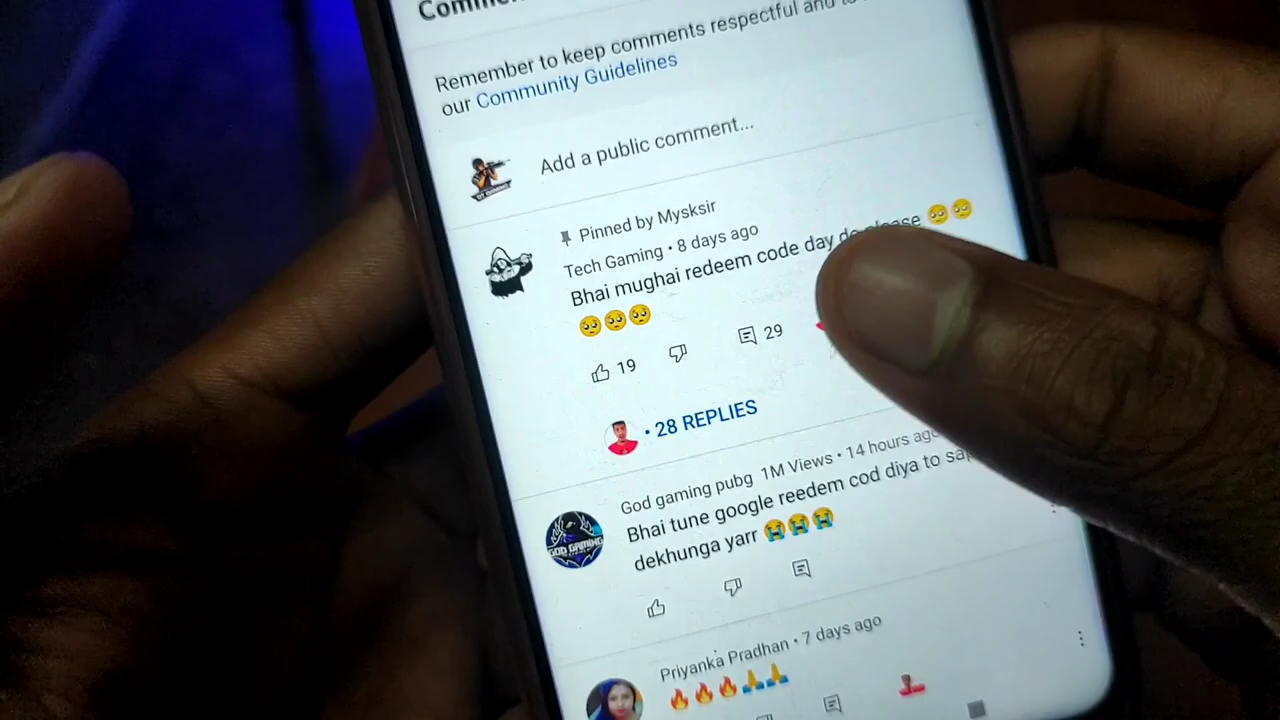 Remember to keep comments respectful and to
our Community Guidelines
Add a public comment...
Pinned by Mysksir
Tech Gaming • 8 days ago
Bhai mughai redeem code day 🥺🥺
🥺🥺🥺
19
29
• 28 REPLIES
God gaming pubg 1M Views • 14 hours ago
Bhai tune google reedem cod diya to
dekhunga yarr 😭😭😭
GOD GAMING
Priyanka Pradhan • 7 days ago
🔥🔥🔥🙏🙏